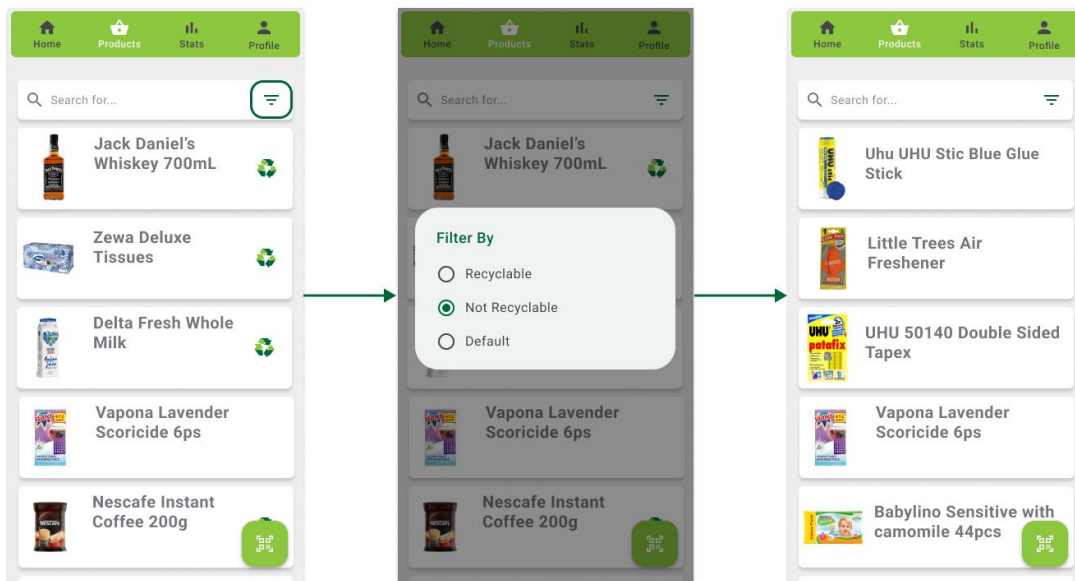 Home Products Stats Profile
Search for...
Jack Daniel's
Whiskey 700mL
Zewa Deluxe
Tissues
Delta Fresh Whole
Milk
Vapona Lavender
Scoricide 6ps
Nescafe Instant
Coffee 200g
Home Products Stats Profile
Search for...
Jack Daniel's
Whiskey 700mL
Filter By
Recyclable
Not Recyclable
Default
Vapona Lavender
Scoricide 6ps
Nescafe Instant
Coffee 200g
Home Products Stats Profile
Search for...
UHU stic
Uhu UHU Stic Blue Glue
Stick
Little Trees Air
Freshener
UHU
patafix
UHU 50140 Double Sided
Tapex
Vapona Lavender
Scoricide 6ps
Babylino Sensitive with
camomile 44pcs